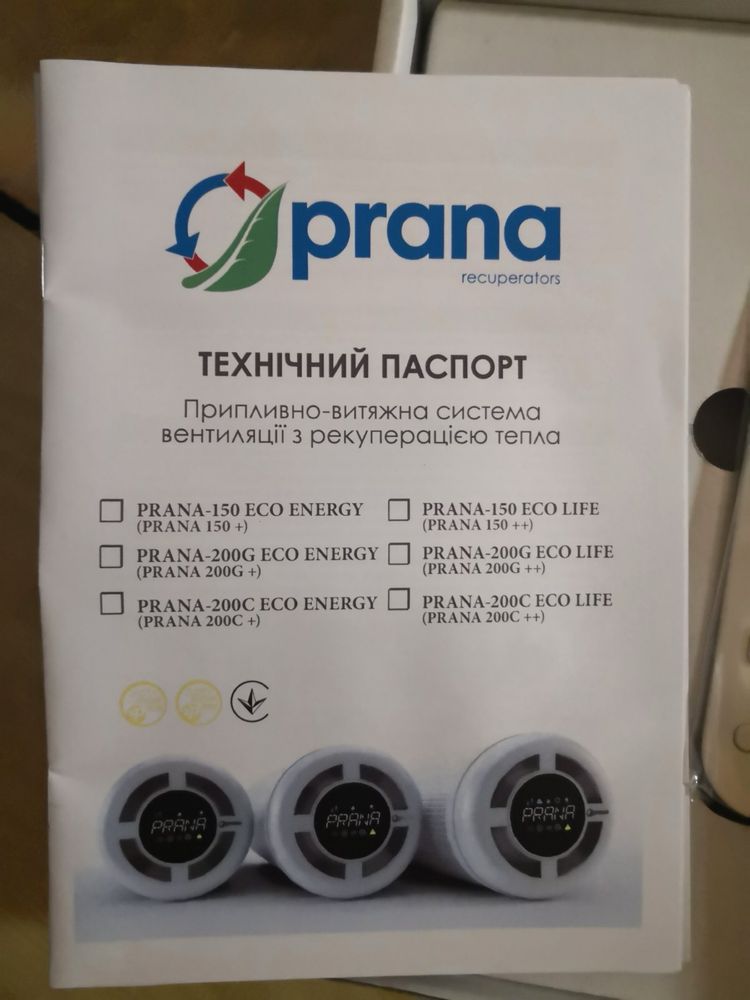 prana
recuperators
ТЕХНІЧНИЙ ПАСПОРТ
Припливно-витяжна система
вентиляції з рекуперацією тепла
PRANA-150 ECO ENERGY
(PRANA 150 +)
PRANA-200G ECO ENERGY
(PRANA 200G +)
PRANA-200C ECO ENERGY
(PRANA 200C +)
PRANA-150 ECO LIFE
(PRANA 150 ++)
PRANA-200G ECO LIFE
(PRANA 200G ++)
PRANA-200C ECO LIFE
(PRANA 200C ++)
PRANA
PRANA
PRANA